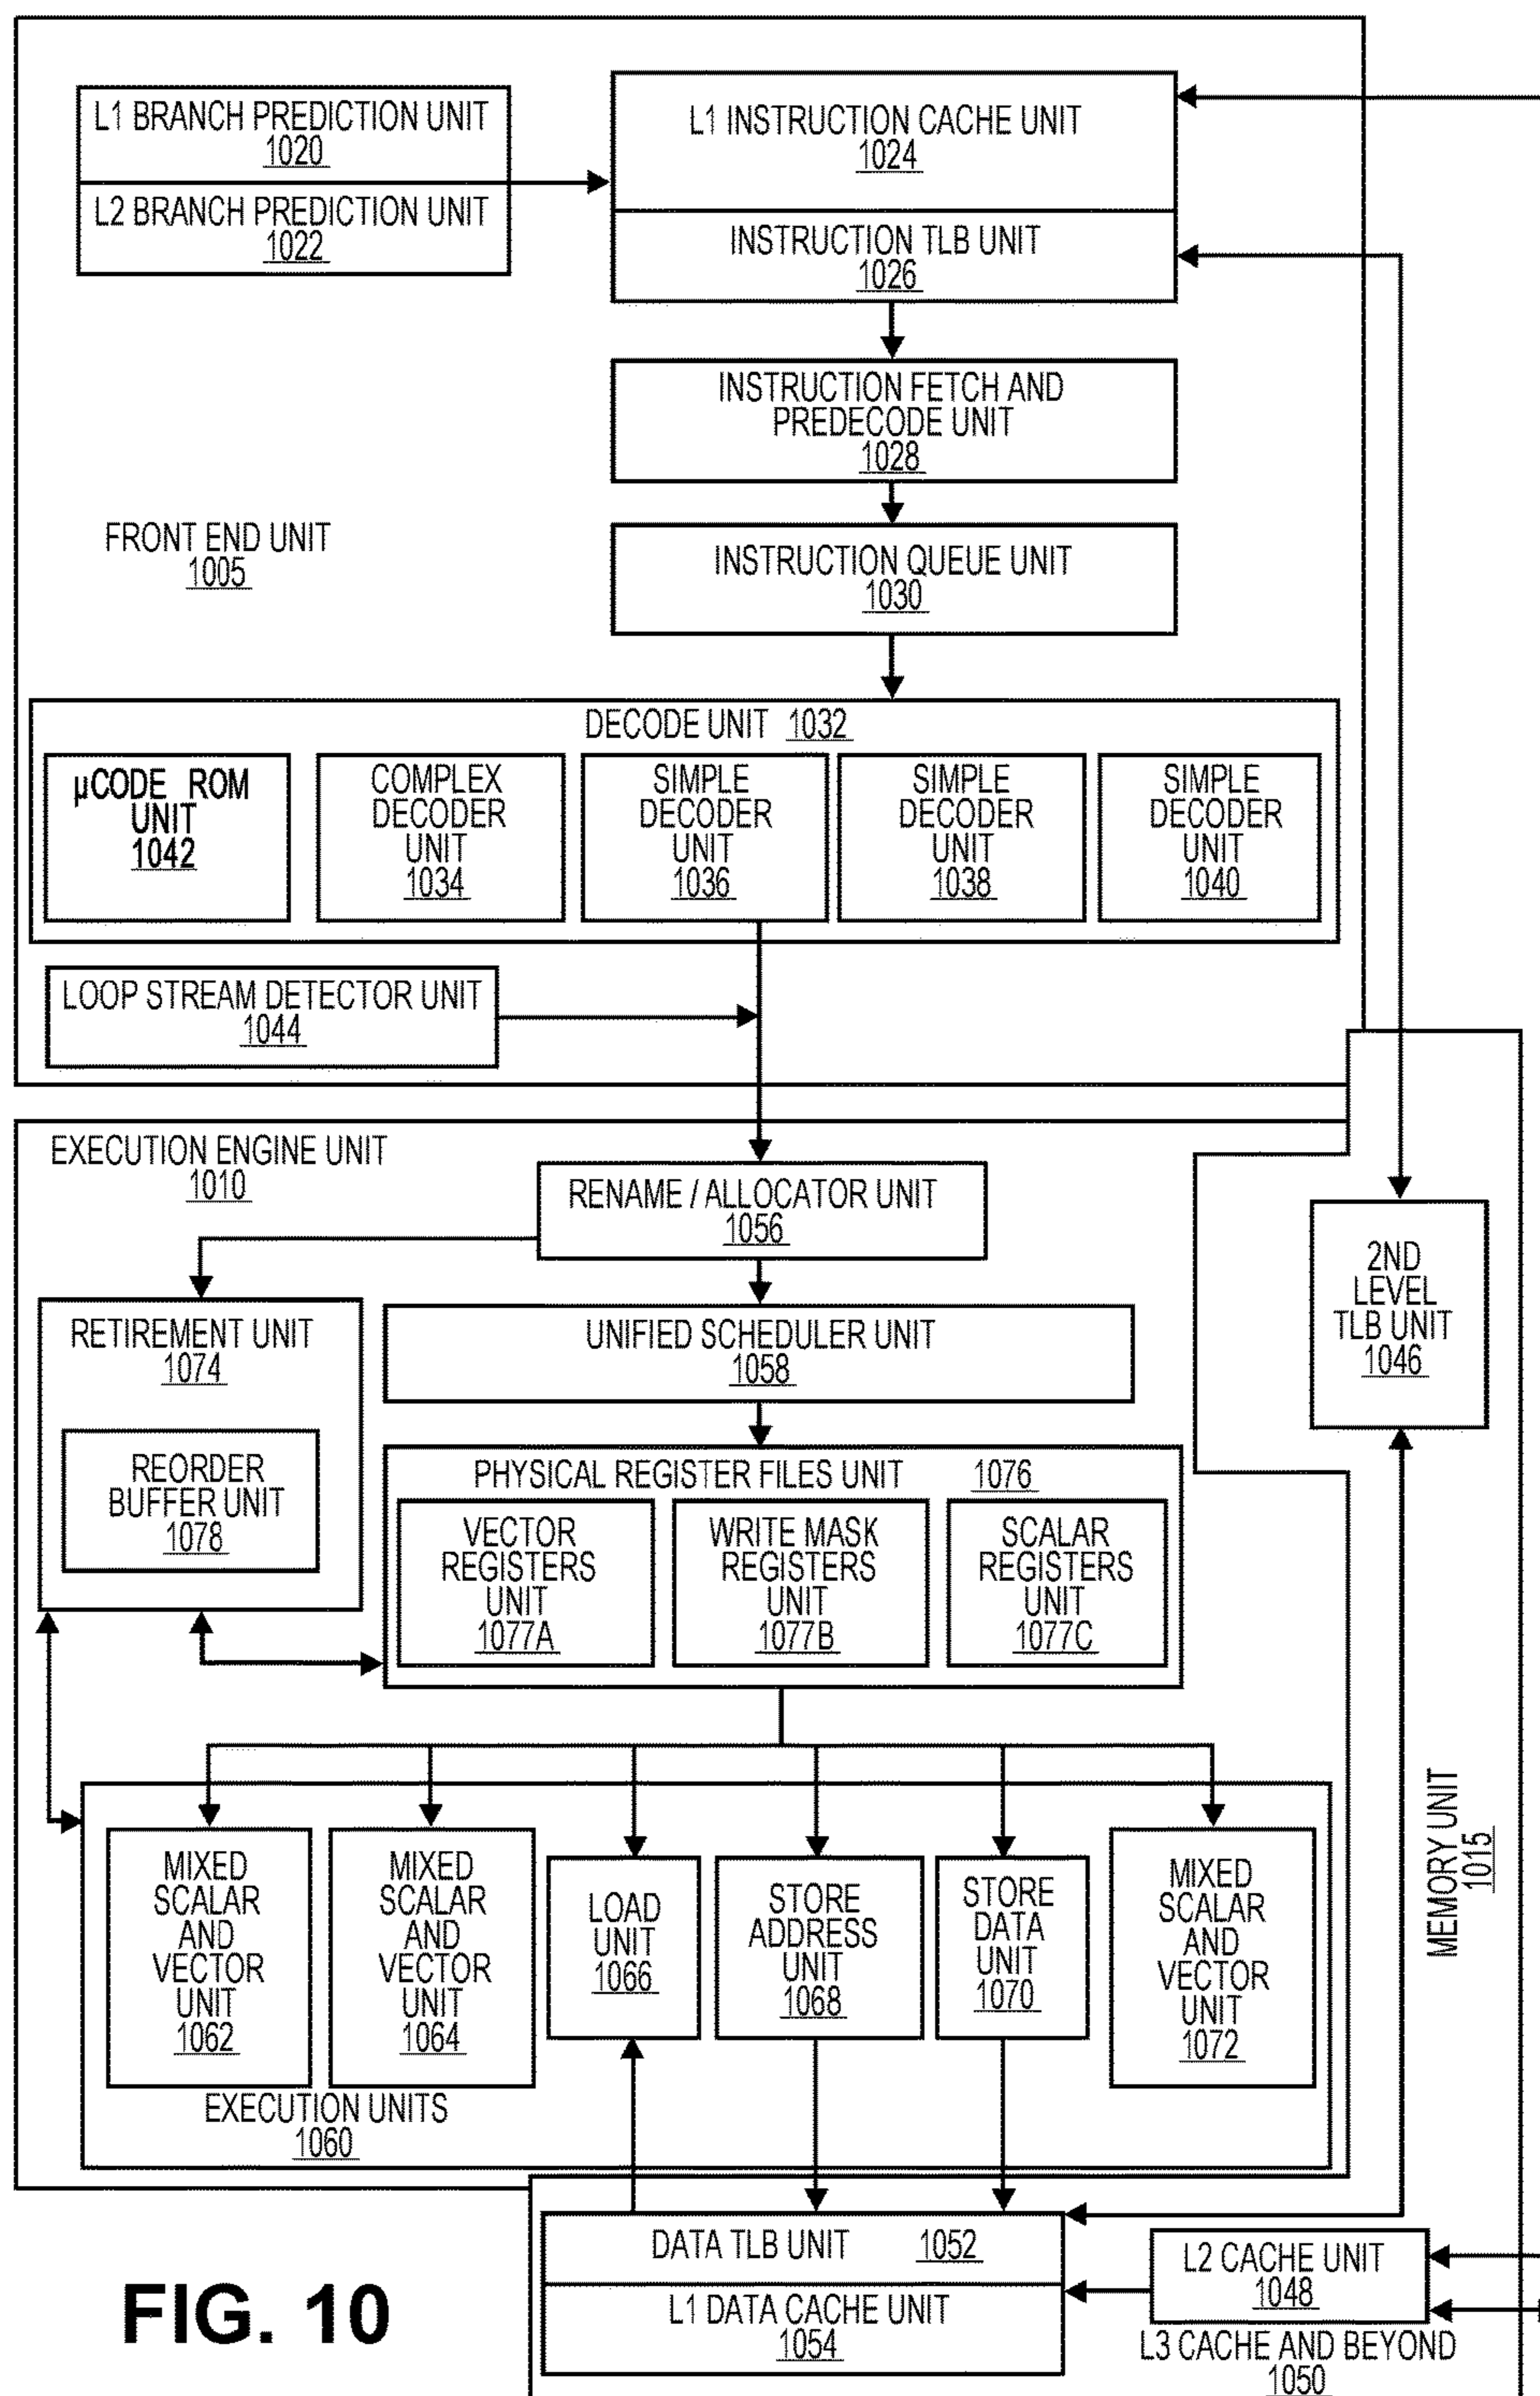 L1 BRANCH PREDICTION UNIT
1020
L2 BRANCH PREDICTION UNIT
1022
L1 INSTRUCTION CACHE UNIT
1024
INSTRUCTION TLB UNIT
1026
INSTRUCTION FETCH AND
PREDECODE UNIT
1028
FRONT END UNIT
1005
INSTRUCTION QUEUE UNIT
1030
DECODE UNIT 1032
µCODE ROM
UNIT
1042
COMPLEX
DECODER
UNIT
1034
SIMPLE
DECODER
UNIT
1036
SIMPLE
DECODER
UNIT
1038
SIMPLE
DECODER
UNIT
1040
LOOP STREAM DETECTOR UNIT
1044
EXECUTION ENGINE UNIT
1010
RENAME / ALLOCATOR UNIT
1056
2ND
LEVEL
TLB UNIT
1046
RETIREMENT UNIT
1074
UNIFIED SCHEDULER UNIT
1058
REORDER
BUFFER UNIT
1078
PHYSICAL REGISTER FILES UNIT 1076
VECTOR
REGISTERS
UNIT
1077A
WRITE MASK
REGISTERS
UNIT
1077B
SCALAR
REGISTERS
UNIT
1077C
MEMORY UNIT
1015
MIXED
SCALAR
AND
VECTOR
UNIT
1062
MIXED
SCALAR
AND
VECTOR
UNIT
1064
LOAD
UNIT
1066
STORE
ADDRESS
UNIT
1068
STORE
DATA
UNIT
1070
MIXED
SCALAR
AND
VECTOR
UNIT
1072
EXECUTION UNITS
1060
DATA TLB UNIT 1052
L1 DATA CACHE UNIT
1054
L2 CACHE UNIT
1048
L3 CACHE AND BEYOND
1050
FIG. 10